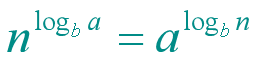 n^{log_b a} = a^{log_b n}